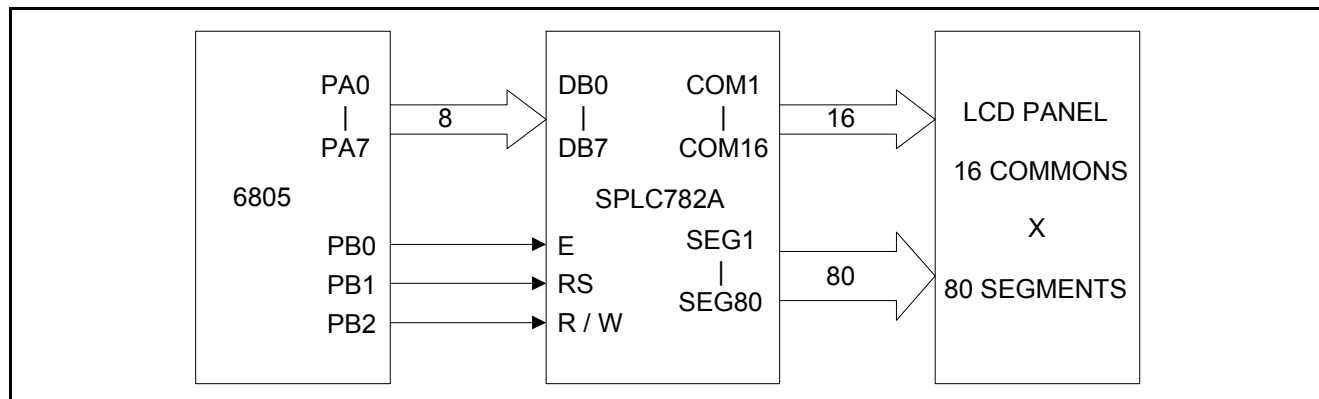 6805
PA0
|
PA7
PB0
PB1
PB2
8
DB0
|
DB7
E
RS
R / W
SPLC782A
COM1
|
COM16
SEG1
|
SEG80
16
80
LCD PANEL
16 COMMONS
X
80 SEGMENTS